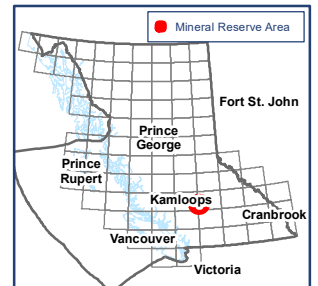 Mineral Reserve Area
Fort St. John
Prince
George
Prince
Rupert
Kamloops
Cranbrook
Vancouver
Victoria